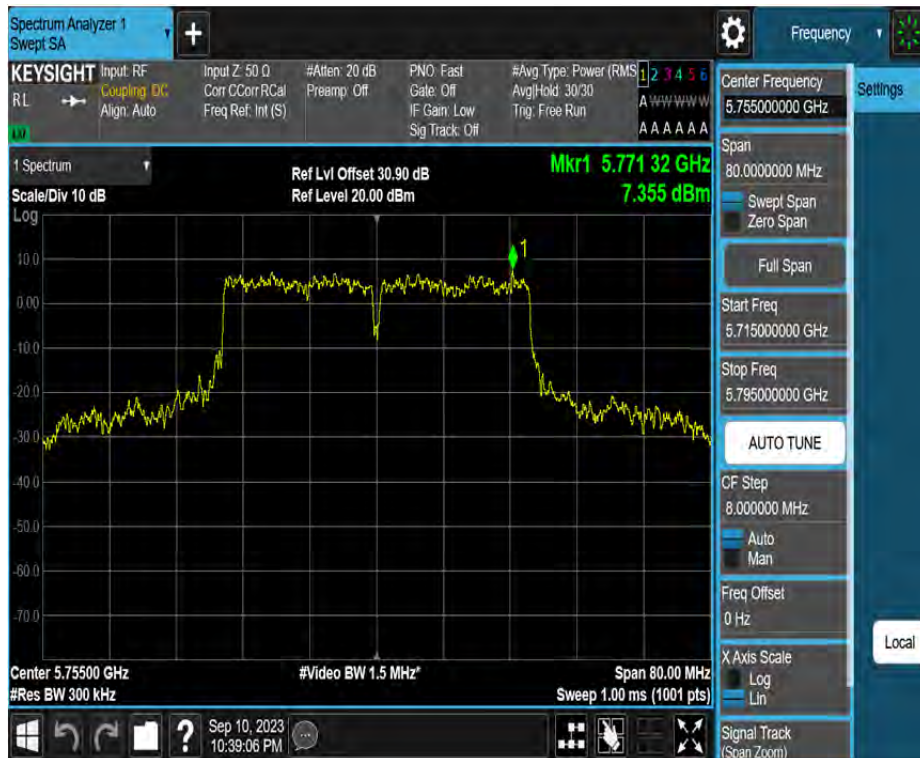 Spectrum Analyzer 1
Swept SA
+
Frequency
KEYSIGHT
RL
Input: RF
Coupling: DC
Align: Auto
Input Z: 50 Ω
Corr CCorr RCal
Freq Ref: Int (S)
#Atten: 20 dB
Preamp: Off
PNO: Fast
Gate: Off
IF Gain: Low
Sig Track: Off
#Avg Type: Power (RMS
Avg|Hold: 30/30
Trig: Free Run
1 2 3 4 5 6
A W W W W W
A A A A A A
1 Spectrum
Scale/Div 10 dB
Log
Ref Lvl Offset 30.90 dB
Ref Level 20.00 dBm
Mkr1 5.771 32 GHz
7.355 dBm
1
10.0
0.00
-10.0
-20.0
-30.0
-40.0
-50.0
-60.0
-70.0
Center 5.75500 GHz
#Res BW 300 kHz
#Video BW 1.5 MHz*
Span 80.00 MHz
Sweep 1.00 ms (1001 pts)
?
Sep 10, 2023
10:39:06 PM
Center Frequency
5.755000000 GHz
Span
80.0000000 MHz
Swept Span
Zero Span
Full Span
Start Freq
5.715000000 GHz
Stop Freq
5.795000000 GHz
AUTO TUNE
CF Step
8.000000 MHz
Auto
Man
Freq Offset
0 Hz
X Axis Scale
Log
Lin
Signal Track
(Span Zoom)
Settings
Local